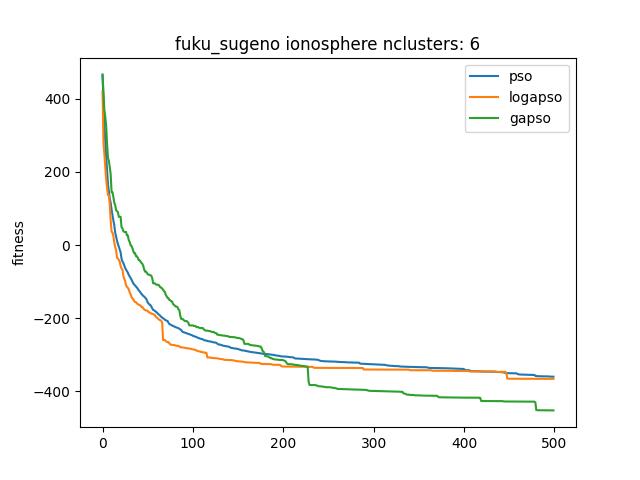 fuku_sugeno ionosphere nclusters: 6
pso
logapso
gapso
fitness
400
200
0
−200
−400
0 100 200 300 400 500